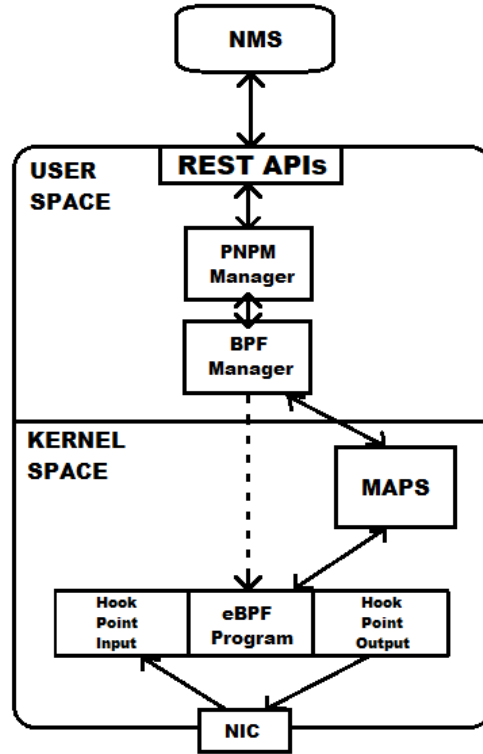 NMS
REST APIs
USER
SPACE
PNPM
Manager
BPF
Manager
KERNEL
SPACE
MAPS
Hook
Point
Input
eBPF
Program
Hook
Point
Output
NIC